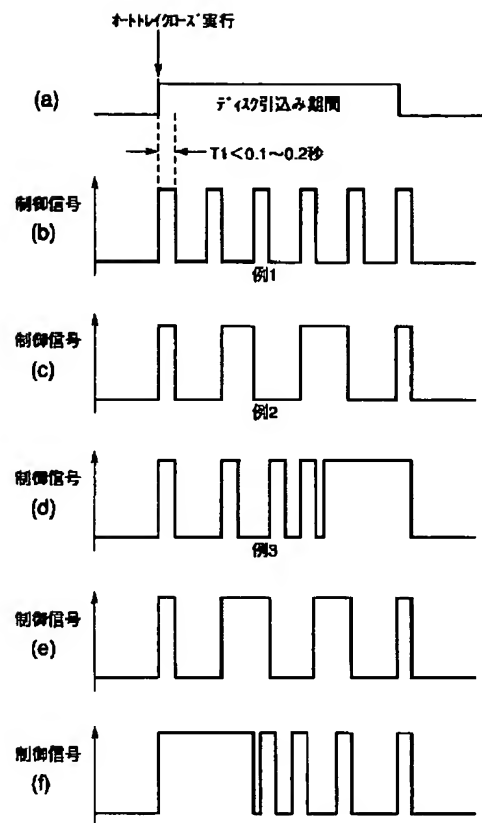 オートトレイクローズ実行
(a)
ディスク引込み期間
T1<0.1~0.2秒
制御信号
(b)
例1
制御信号
(c)
例2
制御信号
(d)
例3
制御信号
(e)
制御信号
(f)